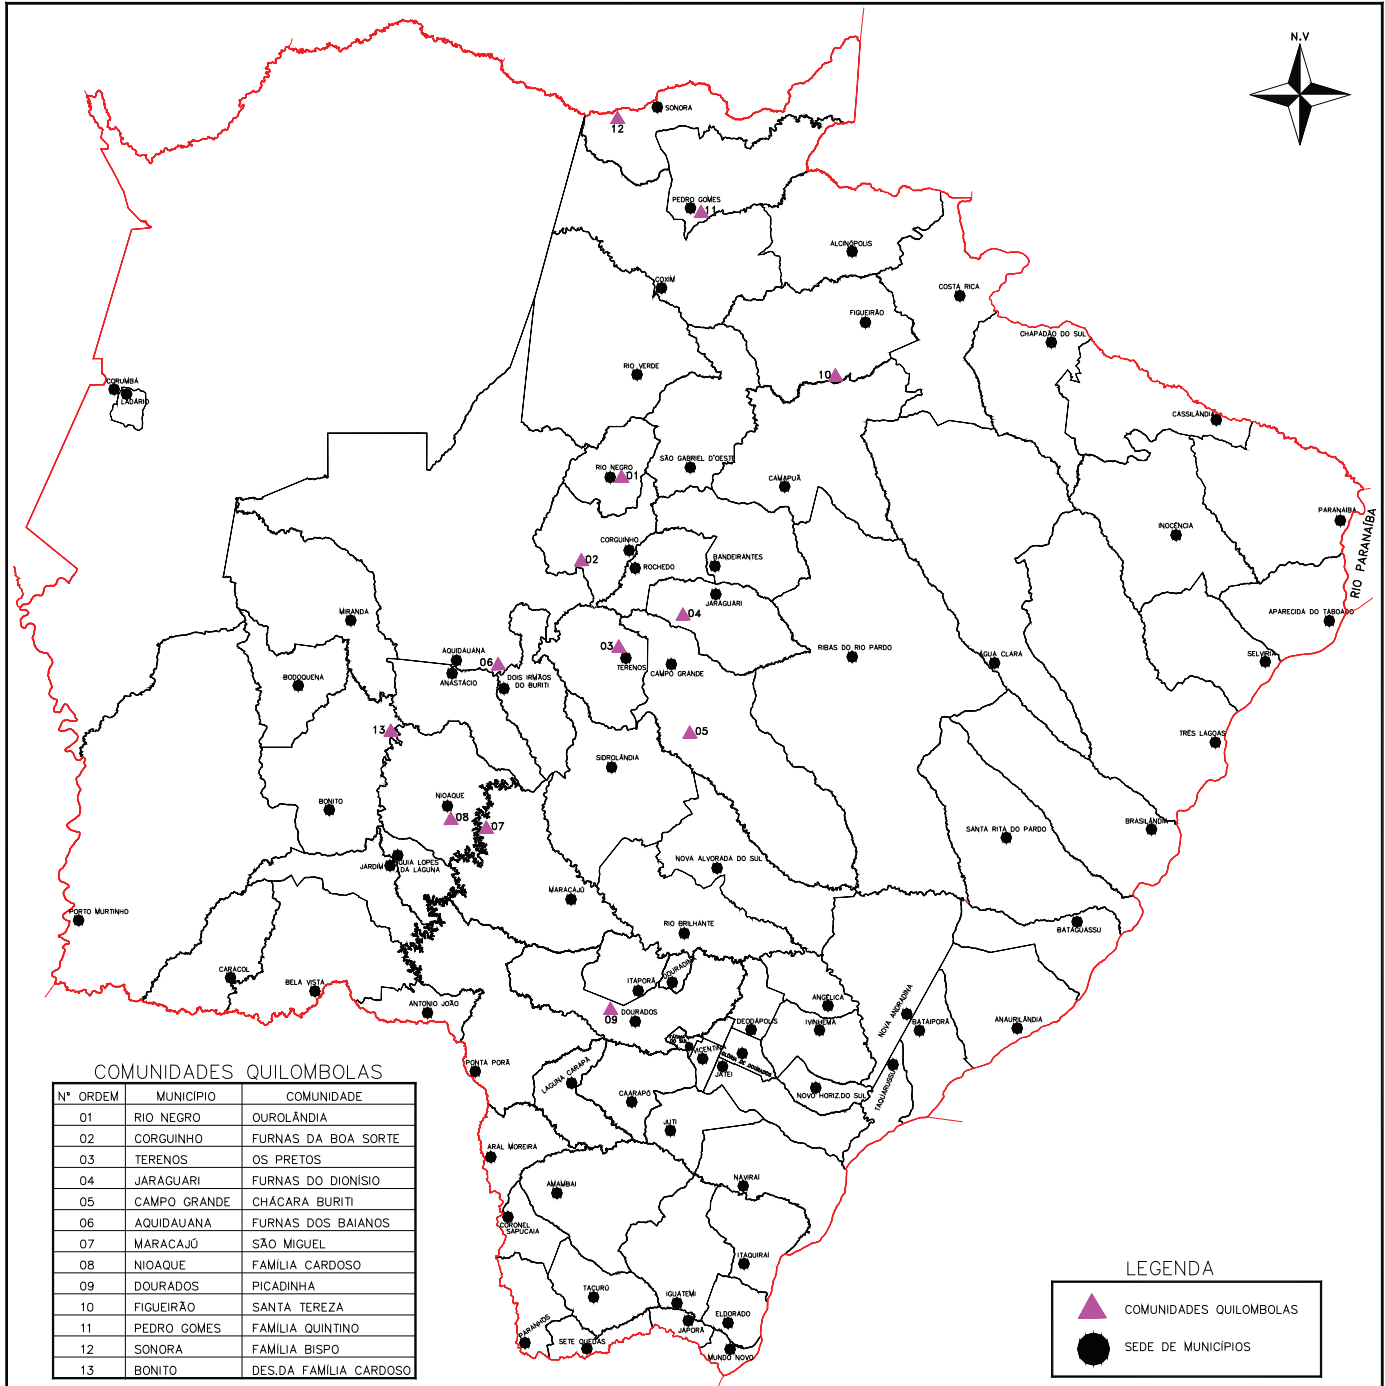 N.V
SONORA
12
PEDRO GOMES
11
ALCINÓPOLIS
COXIM
COSTA RICA
FIGUEIRÃO
CHAPADÃO DO SUL
RIO VERDE
10
CORUMBÁ
LADÁRIO
CASSILÂNDIA
SÃO GABRIEL D'OESTE
RIO NEGRO
01
CAMAPUÃ
PARANAÍBA
INOCÊNCIA
RIO PARANAÍBA
CORGUINHO
02
ROCHEDO
BANDEIRANTES
JARAGUARI
04
MIRANDA
APARECIDA DO TABOADO
03
TERENOS
CAMPO GRANDE
RIBAS DO RIO PARDO
AQUIDAUANA
06
ÁGUA CLARA
SELVIRIA
ANASTÁCIO
DOIS IRMÃOS
DO BURITI
BODOQUENA
13
05
TRÊS LAGOAS
SIDROLÂNDIA
BONITO
NIOAQUE
08
07
BRASILÂNDIA
SANTA RITA DO PARDO
JARDIM
GUIA LOPES
DA LAGUNA
NOVA ALVORADA DO SUL
MARACAJÚ
PORTO MURTINHO
RIO BRILHANTE
BATAGUASSU
CARACOL
BELA VISTA
ITAPORÃ
DOURADINA
ANTONIO JOÃO
09
DOURADOS
DEODÁPOLIS
ANGÉLICA
IVINHEMA
NOVA ANDRADINA
BATAIPORÃ
ANAURILÂNDIA
VICENTINA
GLÓRIA DE DOURADOS
JATEÍ
PONTA PORÃ
LAGUNA CARAPÃ
CAARAPÓ
NOVO HORIZ.DO SUL
TAQUARUSSU
JUTI
ARAL MOREIRA
AMAMBAI
NAVIRAÍ
CORONEL
SAPUCAIA
ITAQUIRAÍ
TACURÚ
IGUATEMI
ELDORADO
JAPORÃ
PARANHOS
SETE QUEDAS
MUNDO NOVO
COMUNIDADES QUILOMBOLAS
N° ORDEM MUNICÍPIO COMUNIDADE
01 RIO NEGRO OUROLÂNDIA
02 CORGUINHO FURNAS DA BOA SORTE
03 TERENOS OS PRETOS
04 JARAGUARI FURNAS DO DIONÍSIO
05 CAMPO GRANDE CHÁCARA BURITI
06 AQUIDAUANA FURNAS DOS BAIANOS
07 MARACAJÚ SÃO MIGUEL
08 NIOAQUE FAMÍLIA CARDOSO
09 DOURADOS PICADINHA
10 FIGUEIRÃO SANTA TEREZA
11 PEDRO GOMES FAMÍLIA QUINTINO
12 SONORA FAMÍLIA BISPO
13 BONITO DES.DA FAMÍLIA CARDOSO
LEGENDA
COMUNIDADES QUILOMBOLAS
SEDE DE MUNICÍPIOS